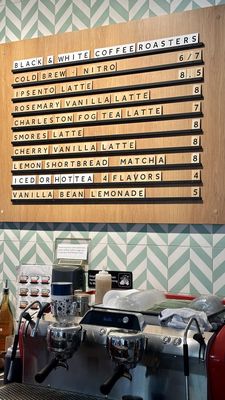 BLACK & WHITE COFFEE ROASTERS
COLD BREW · NITRO 6/7
IPSENTO LATTE 8.5
ROSEMARY VANILLA LATTE 8
CHARLESTON FOG TEA LATTE 7
SMORES LATTE 8
CHERRY VANILLA LATTE 8
LEMON SHORTBREAD MATCHA 8
ICED OR HOT TEA 4 FLAVORS 4
VANILLA BEAN LEMONADE 5